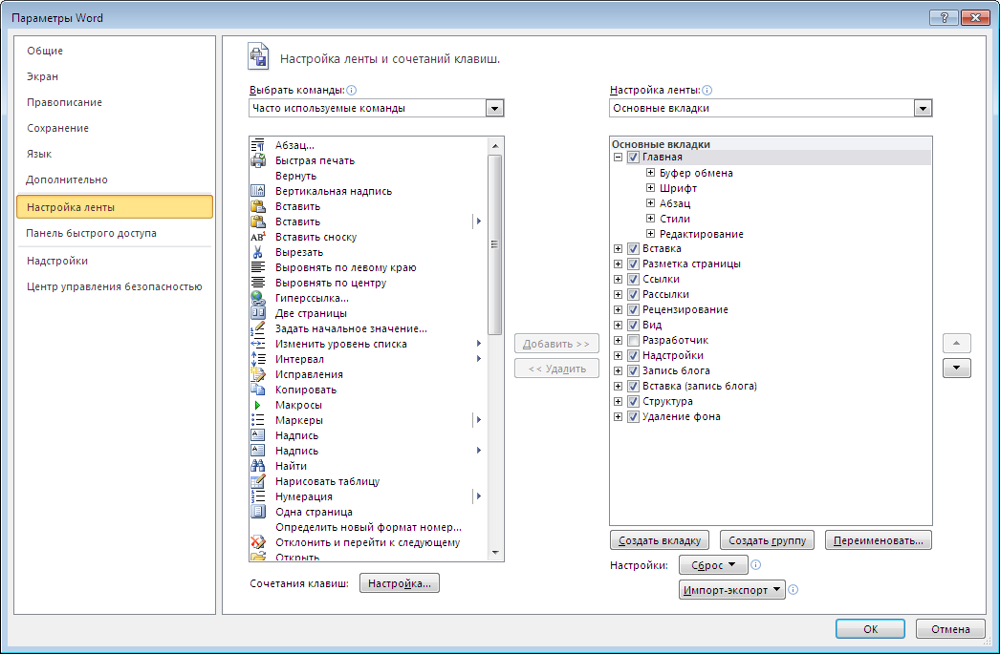 Параметры Word
Общие
Экран
Правописание
Сохранение
Язык
Дополнительно
Настройка ленты
Панель быстрого доступа
Надстройки
Центр управления безопасностью
Настройка ленты и сочетаний клавиш.
Выбрать команды:
Часто используемые команды
Абзац...
Быстрая печать
Вернуть
Вертикальная надпись
Вставить
Вставить
Вставить сноску
Вырезать
Выровнять по левому краю
Выровнять по центру
Гиперссылка...
Две страницы
Задать начальное значение...
Изменить уровень списка
Интервал
Исправления
Копировать
Макросы
Маркеры
Надпись
Надпись
Найти
Нарисовать таблицу
Нумерация
Одна страница
Определить новый формат номер...
Отклонить и перейти к следующему
Открыть
Сочетания клавиш: Настройка...
Добавить >>
<< Удалить
Настройка ленты:
Основные вкладки
Основные вкладки
Главная
Буфер обмена
Шрифт
Абзац
Стили
Редактирование
Вставка
Разметка страницы
Ссылки
Рассылки
Рецензирование
Вид
Разработчик
Надстройки
Запись блога
Вставка (запись блога)
Структура
Удаление фона
Создать вкладку Создать группу Переименовать...
Настройки: Сброс
Импорт-экспорт
ОК Отмена